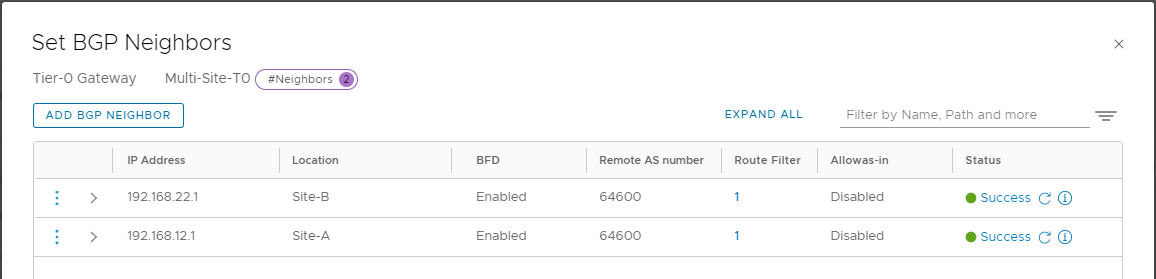 Set BGP Neighbors
Tier-0 Gateway Multi-Site-T0 #Neighbors 2
ADD BGP NEIGHBOR EXPAND ALL Filter by Name, Path and more
IP Address Location BFD Remote AS number Route Filter Allowas-in Status
192.168.22.1 Site-B Enabled 64600 1 Disabled Success
192.168.12.1 Site-A Enabled 64600 1 Disabled Success